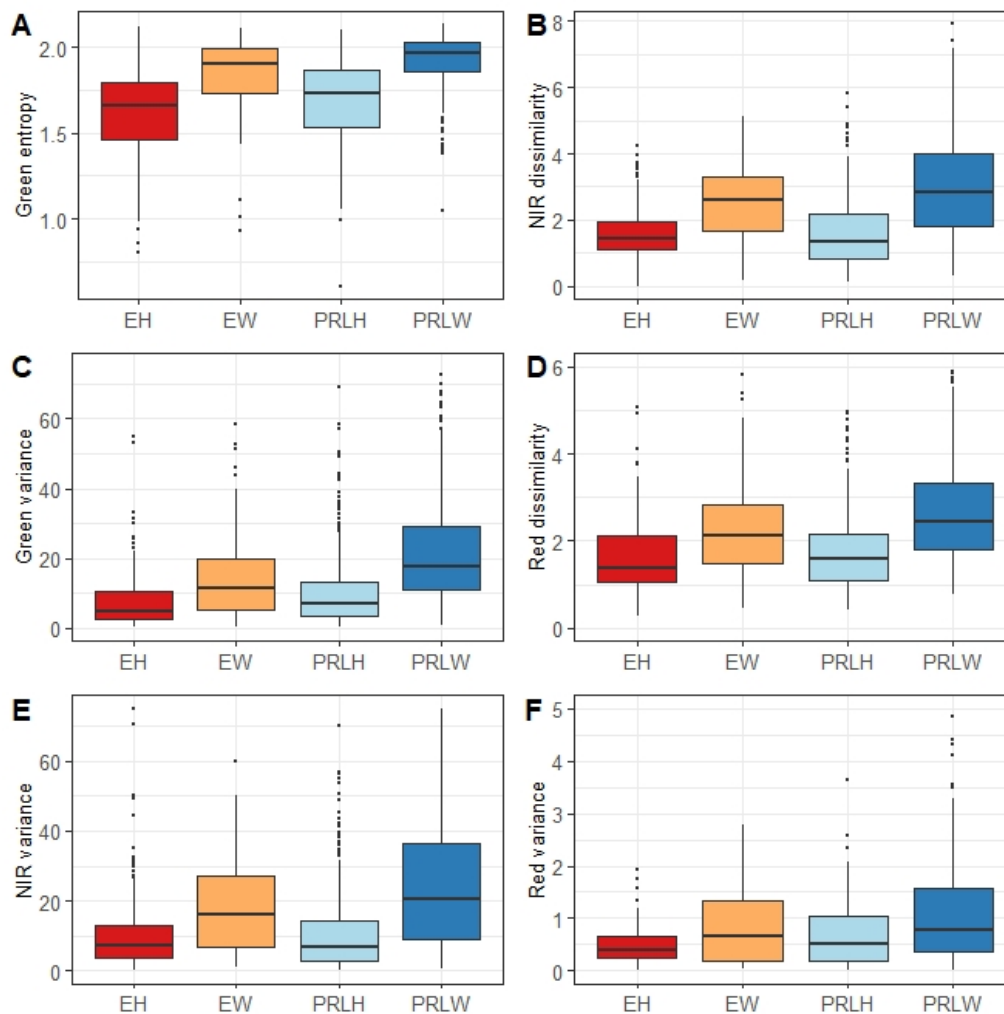 A
Green entropy
2.0
1.5
1.0
EH EW PRLH PRLW
B
NIR dissimilarity
8
6
4
2
0
EH EW PRLH PRLW
C
Green variance
60
40
20
0
EH EW PRLH PRLW
D
Red dissimilarity
6
4
2
0
EH EW PRLH PRLW
E
NIR variance
60
40
20
0
EH EW PRLH PRLW
F
Red variance
5
4
3
2
1
0
EH EW PRLH PRLW